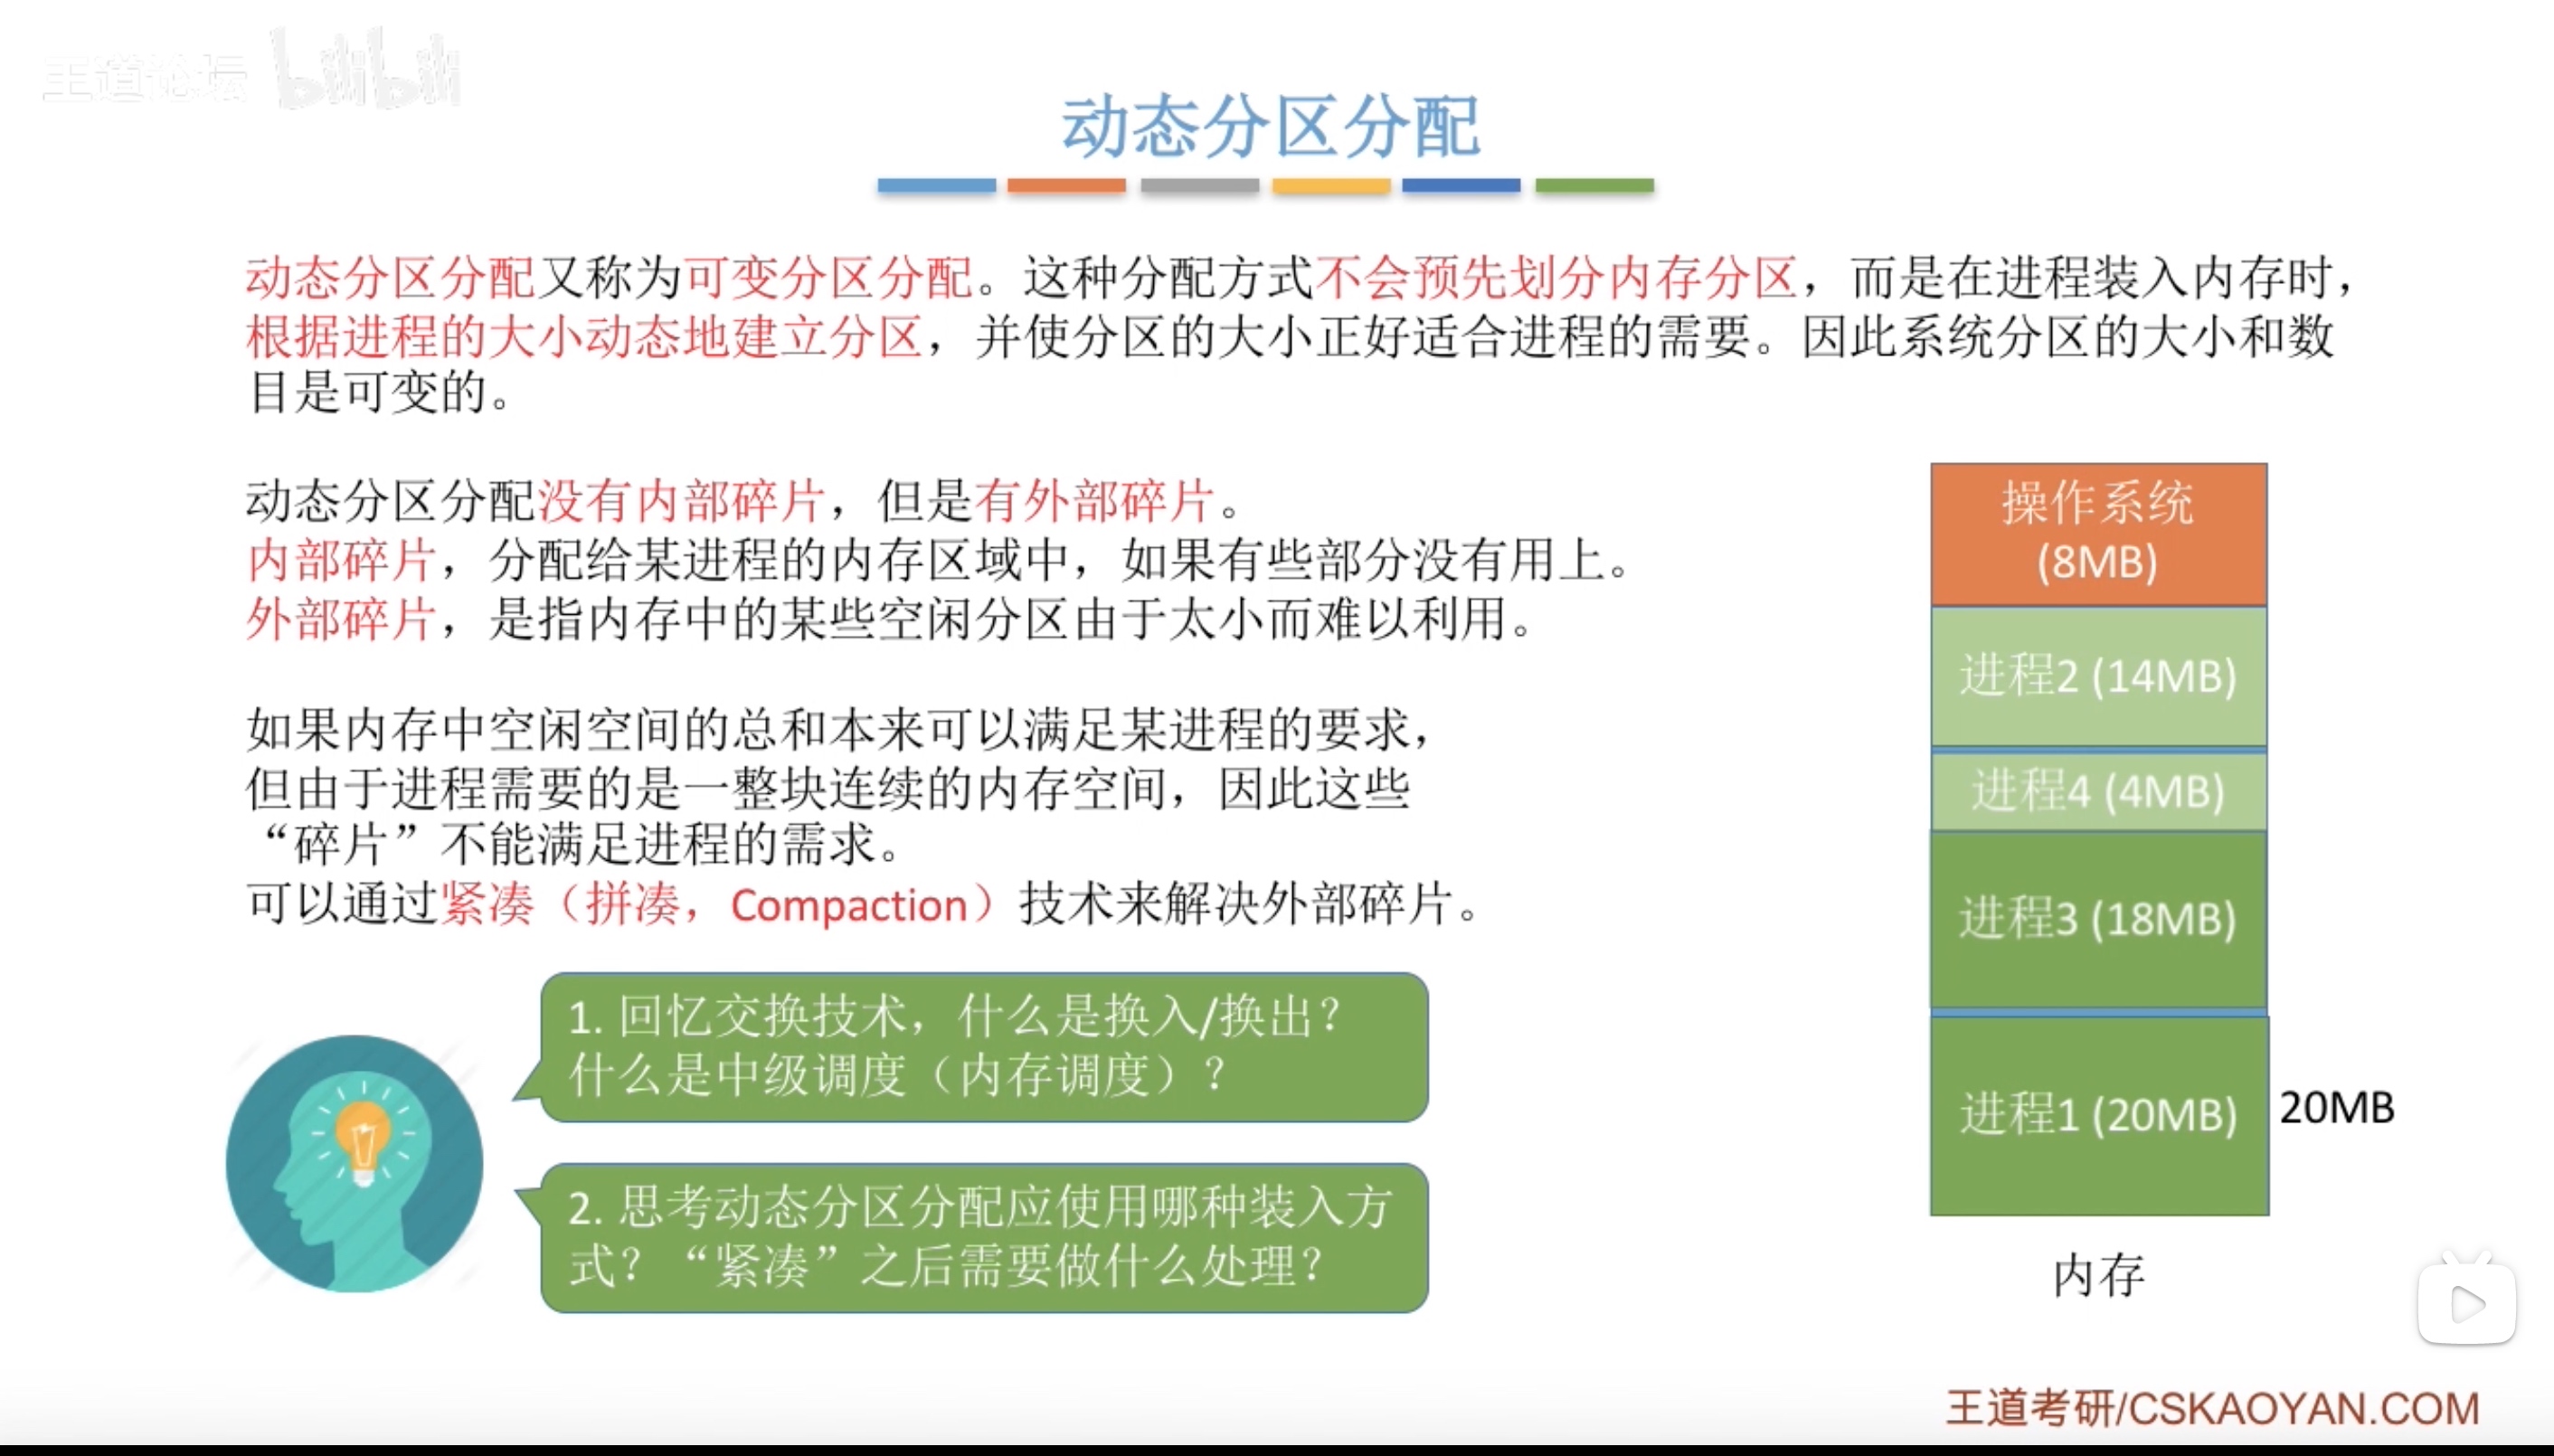 王道论坛 bilibili
动态分区分配
动态分区分配又称为可变分区分配。这种分配方式不会预先划分内存分区，而是在进程装入内存时，
根据进程的大小动态地建立分区，并使分区的大小正好适合进程的需要。因此系统分区的大小和数
目是可变的。
动态分区分配没有内部碎片，但是有外部碎片。
内部碎片，分配给某进程的内存区域中，如果有些部分没有用上。
外部碎片，是指内存中的某些空闲分区由于太小而难以利用。
如果内存中空闲空间的总和本来可以满足某进程的要求，
但由于进程需要的是一整块连续的内存空间，因此这些
“碎片”不能满足进程的需求。
可以通过紧凑（拼凑，Compaction）技术来解决外部碎片。
1. 回忆交换技术，什么是换入/换出？
什么是中级调度（内存调度）？
2. 思考动态分区分配应使用哪种装入方
式？“紧凑”之后需要做什么处理？
操作系统
(8MB)
进程2 (14MB)
进程4 (4MB)
进程3 (18MB)
进程1 (20MB)
20MB
内存
王道考研/CSKAOYAN.COM